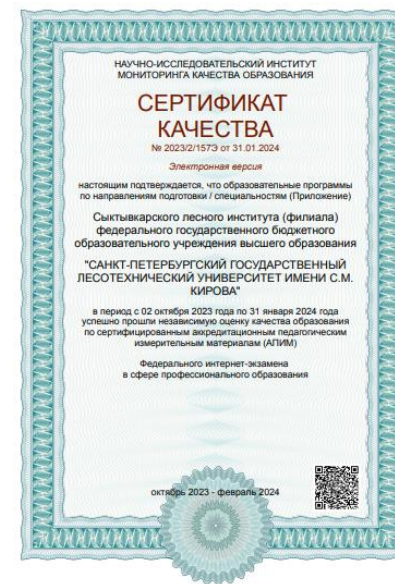 НАУЧНО-ИССЛЕДОВАТЕЛЬСКИЙ ИНСТИТУТ
МОНИТОРИНГА КАЧЕСТВА ОБРАЗОВАНИЯ
СЕРТИФИКАТ
КАЧЕСТВА
№ 2023/2/157Э от 31.01.2024
Электронная версия
настоящим подтверждается, что образовательные программы
по направлениям подготовки / специальностям (Приложение)
Сыктывкарского лесного института (филиала)
федерального государственного бюджетного
образовательного учреждения высшего образования
"САНКТ-ПЕТЕРБУРГСКИЙ ГОСУДАРСТВЕННЫЙ
ЛЕСОТЕХНИЧЕСКИЙ УНИВЕРСИТЕТ ИМЕНИ С.М.
КИРОВА"
в период с 02 октября 2023 года по 31 января 2024 года
успешно прошли независимую оценку качества образования
по сертифицированным аккредитационным педагогическим
измерительным материалам (АПИМ)
Федерального интернет-экзамена
в сфере профессионального образования
октябрь 2023 - февраль 2024